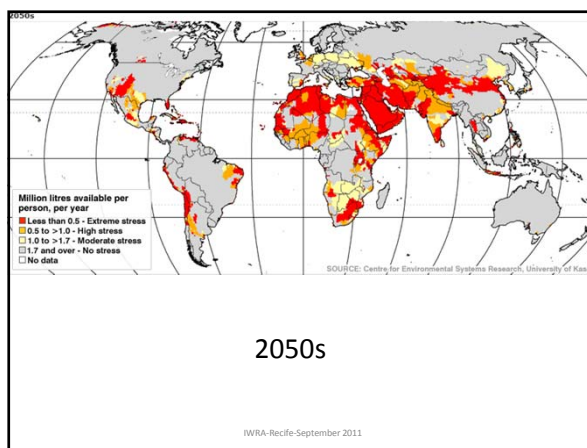 2050s
Million litres available per
person, per year
Less than 0.5 - Extreme stress
0.5 to >1.0 - High stress
1.0 to >1.7 - Moderate stress
1.7 and over - No stress
No data
SOURCE: Centre for Environmental Systems Research, University of Kas
2050s
IWRA-Recife-September 2011